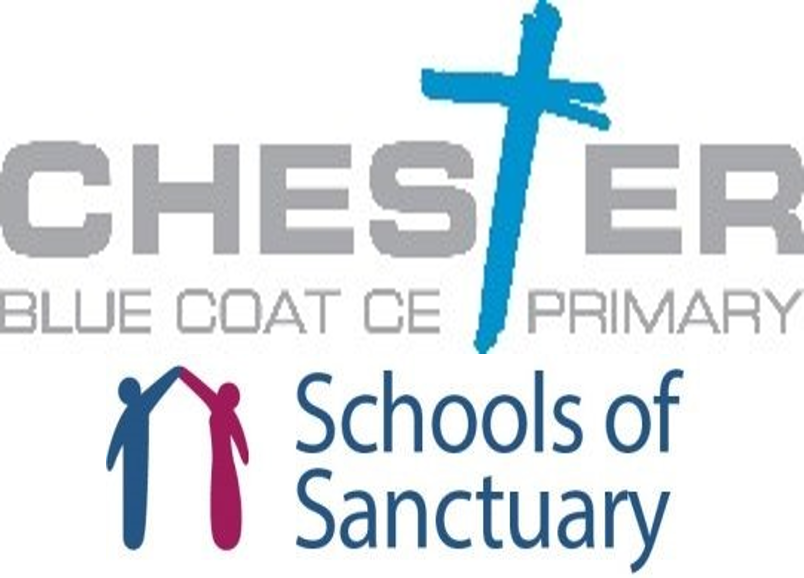 CHESTER
BLUE COAT CE PRIMARY
Schools of
Sanctuary